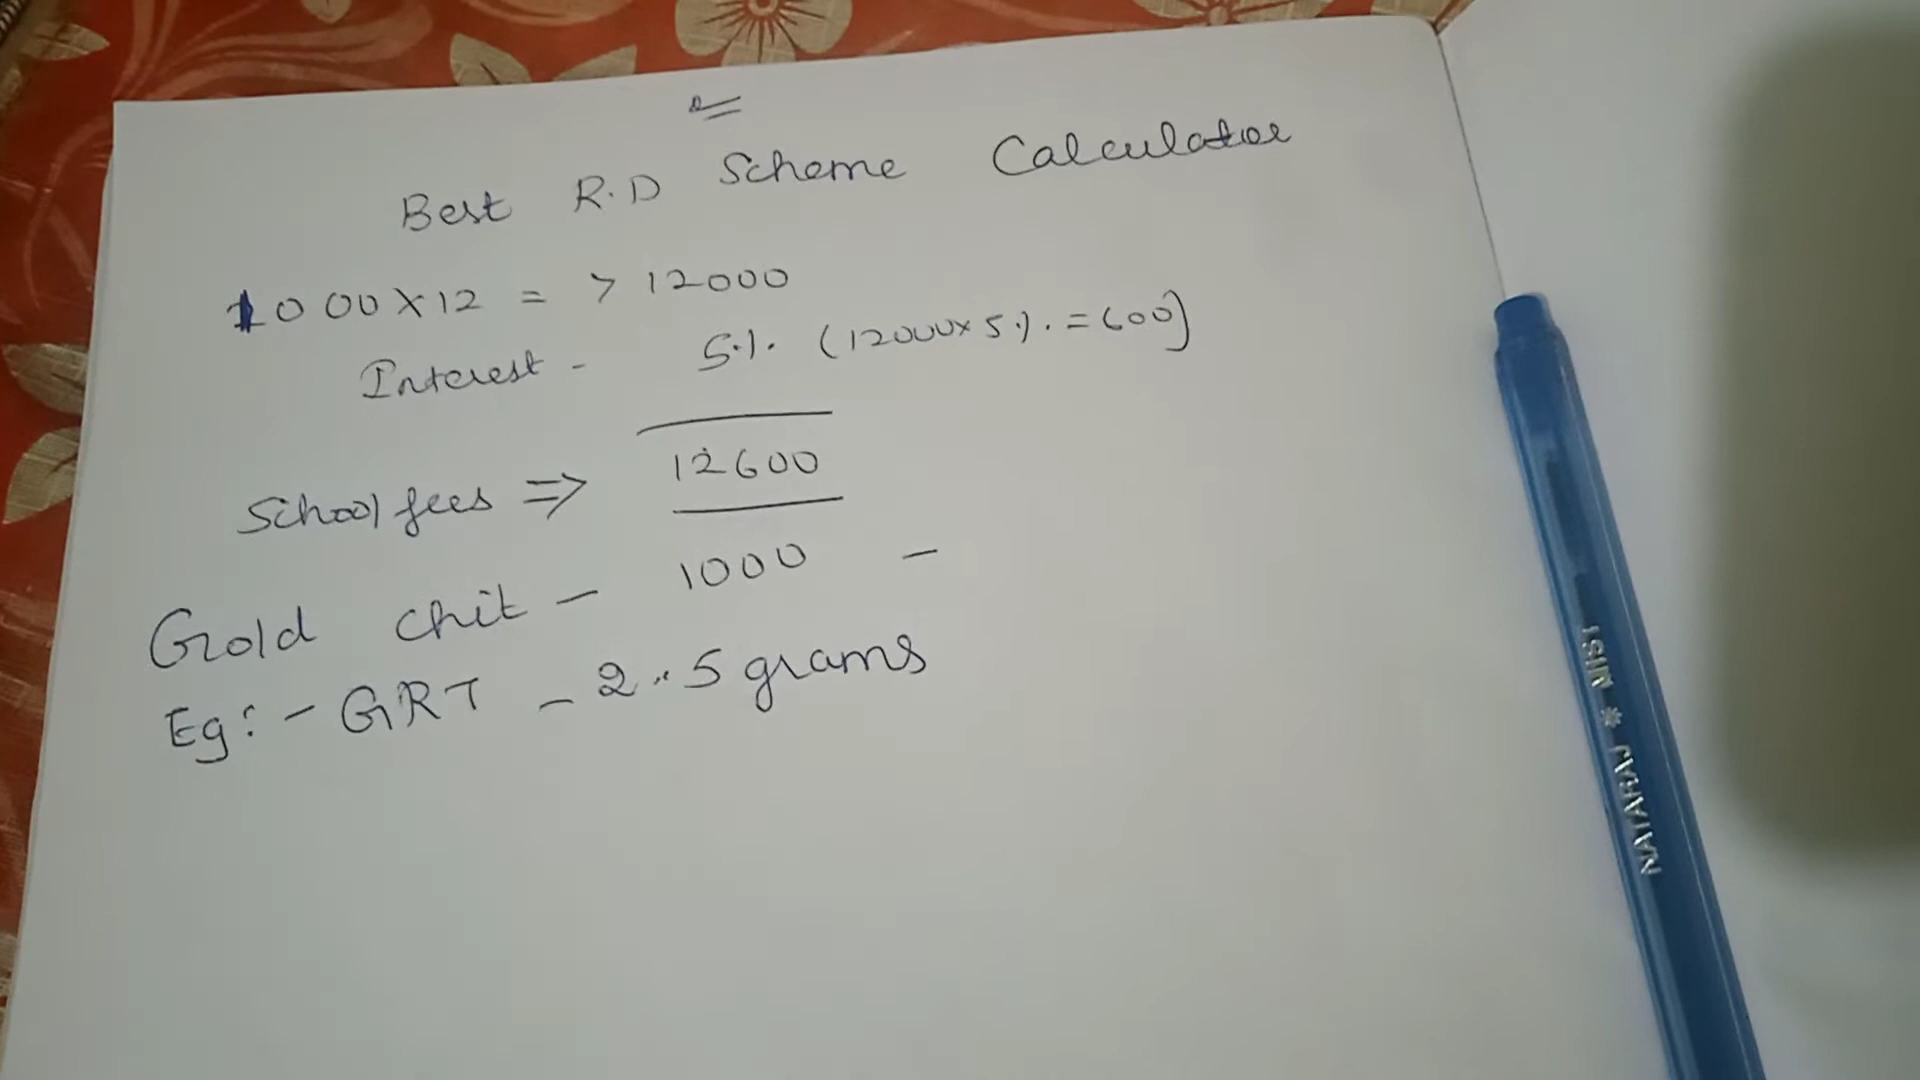 Best R.D Scheme Calculator
1000 X 12 = > 12000
Interest - 5% (12000 x 5% = 600)
12600
School fees =>
Gold chit - 1000 -
Eg:- GRT - 2.5 grams
NATARAJ * NISI